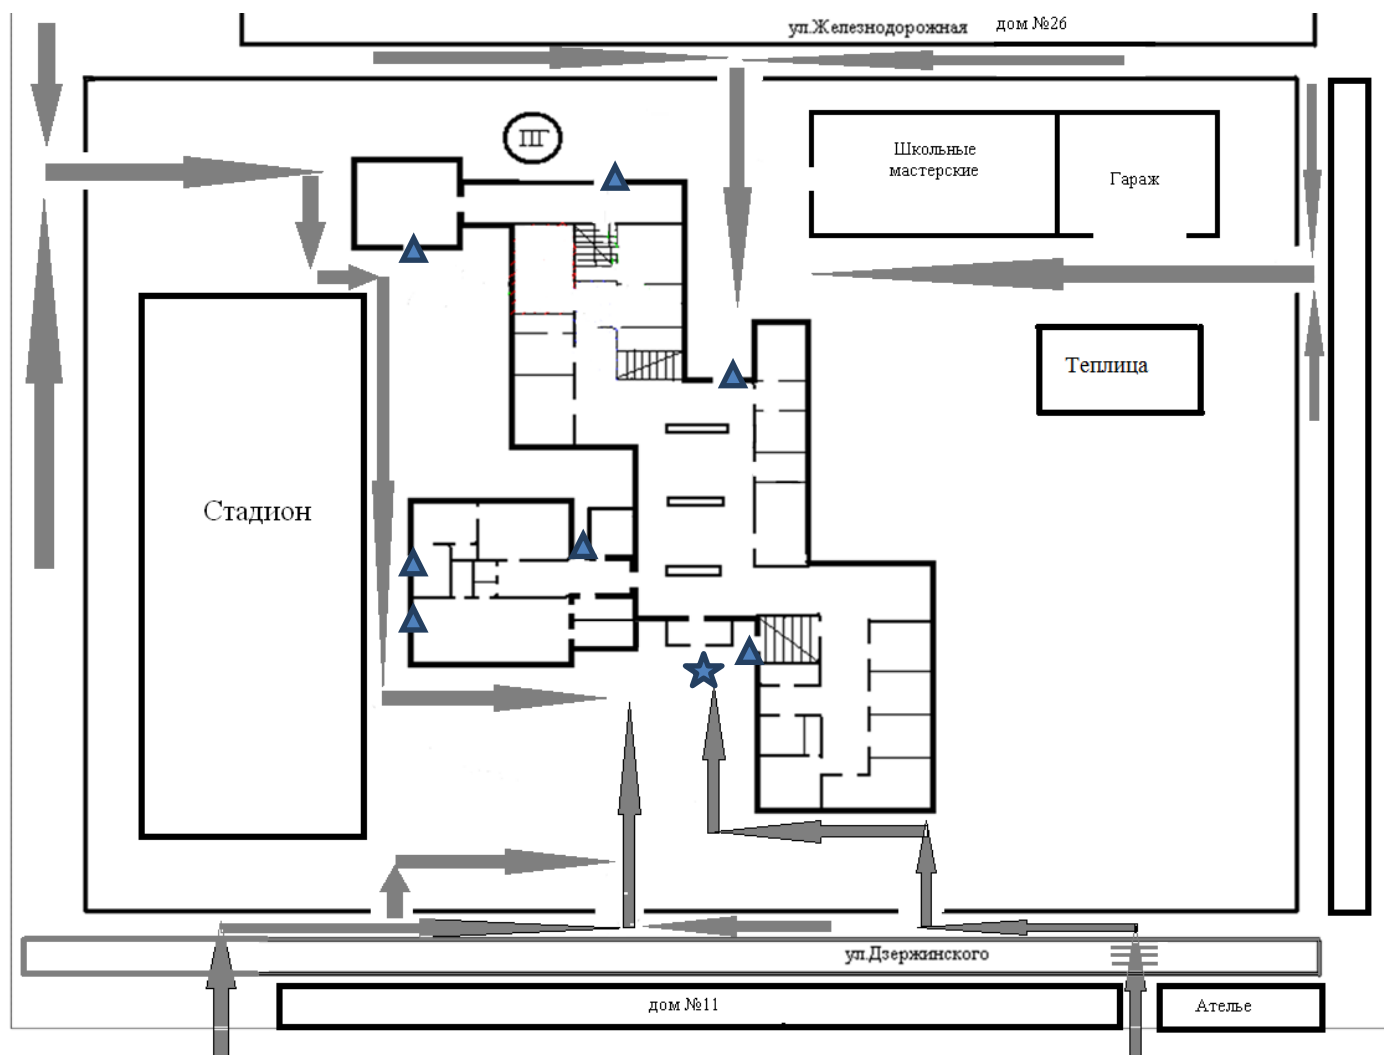 ул.Железнодорожная дом №26
ПГ
Школьные
мастерские
Гараж
Теплица
Стадион
ул.Дзержинского
дом №11
Ателье